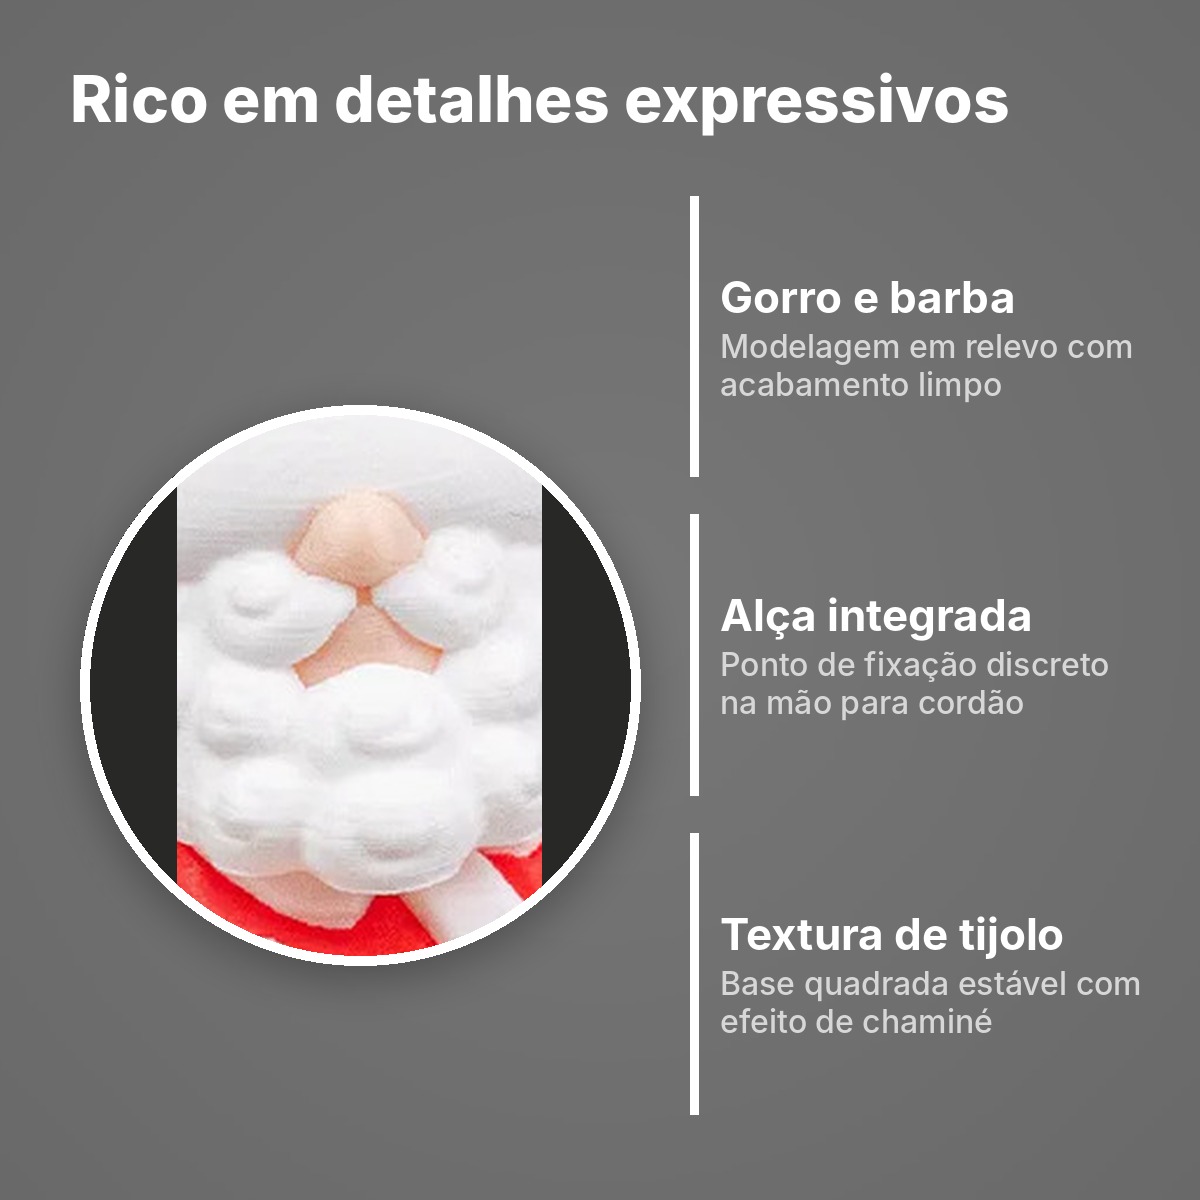 Rico em detalhes expressivos
Gorro e barba
Modelagem em relevo com
acabamento limpo
Alça integrada
Ponto de fixação discreto
na mão para cordão
Textura de tijolo
Base quadrada estável com
efeito de chaminé